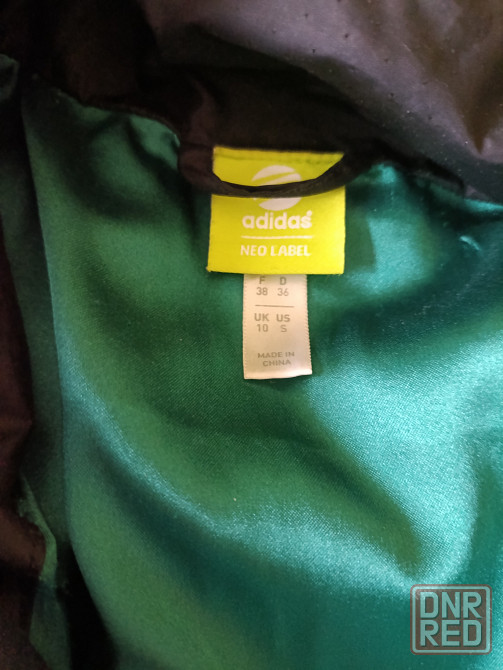 adidas
NEO LABEL
F D
38 36
UK US
10 S
MADE IN
CHINA
DNR
RED